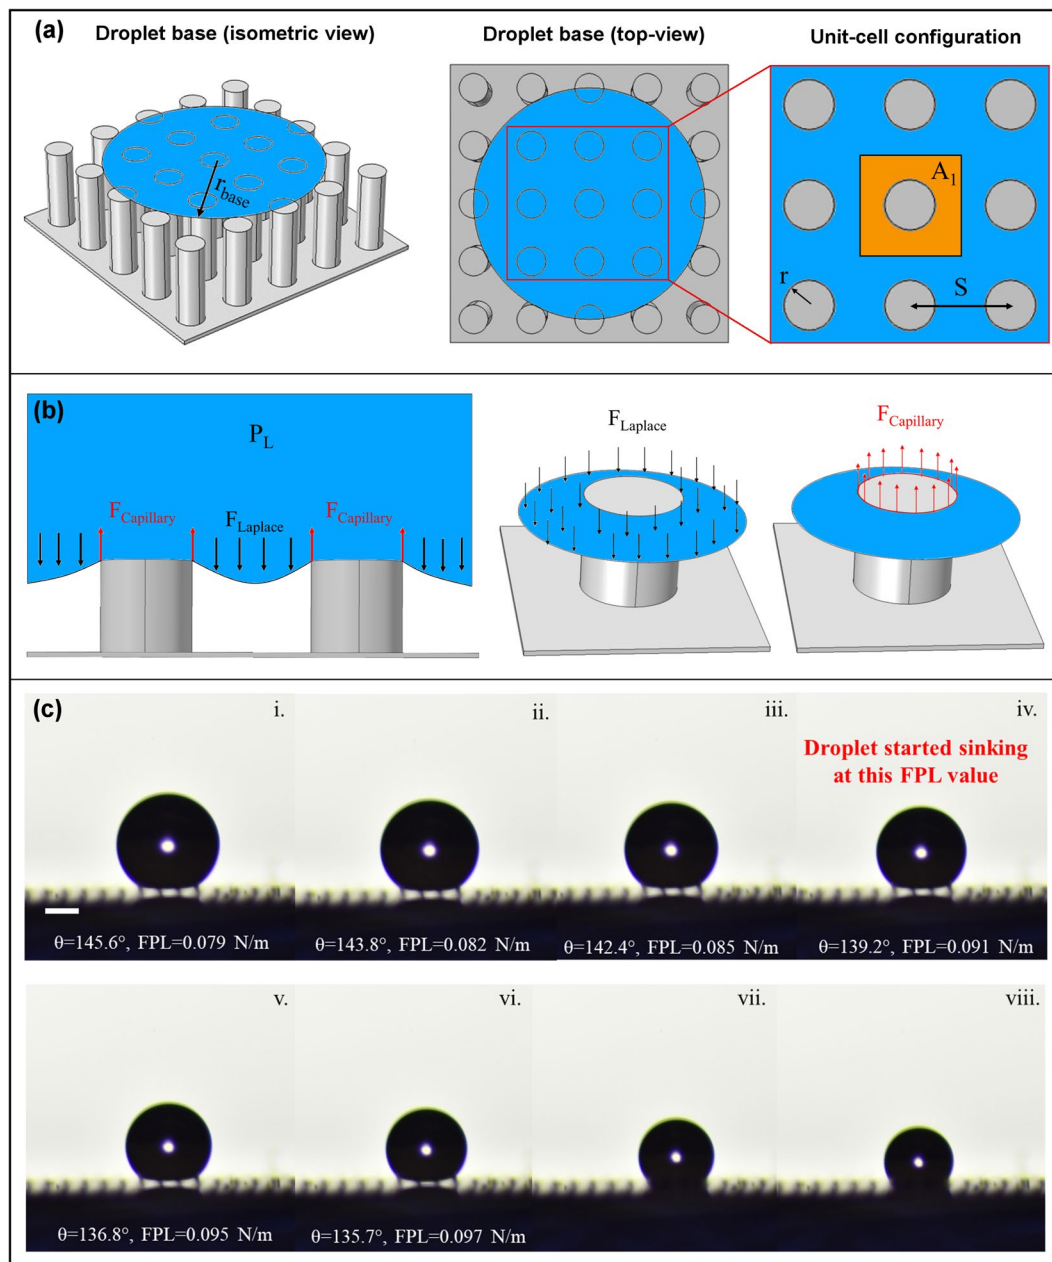 (a)
Droplet base (isometric view)
Droplet base (top-view)
Unit-cell configuration
r_base
A_1
r
S
(b)
P_L
F_Capillary
F_Laplace
F_Capillary
F_Laplace
F_Capillary
(c)
i.
ii.
iii.
iv.
Droplet started sinking
at this FPL value
θ=145.6°, FPL=0.079 N/m
θ=143.8°, FPL=0.082 N/m
θ=142.4°, FPL=0.085 N/m
θ=139.2°, FPL=0.091 N/m
v.
vi.
vii.
viii.
θ=136.8°, FPL=0.095 N/m
θ=135.7°, FPL=0.097 N/m